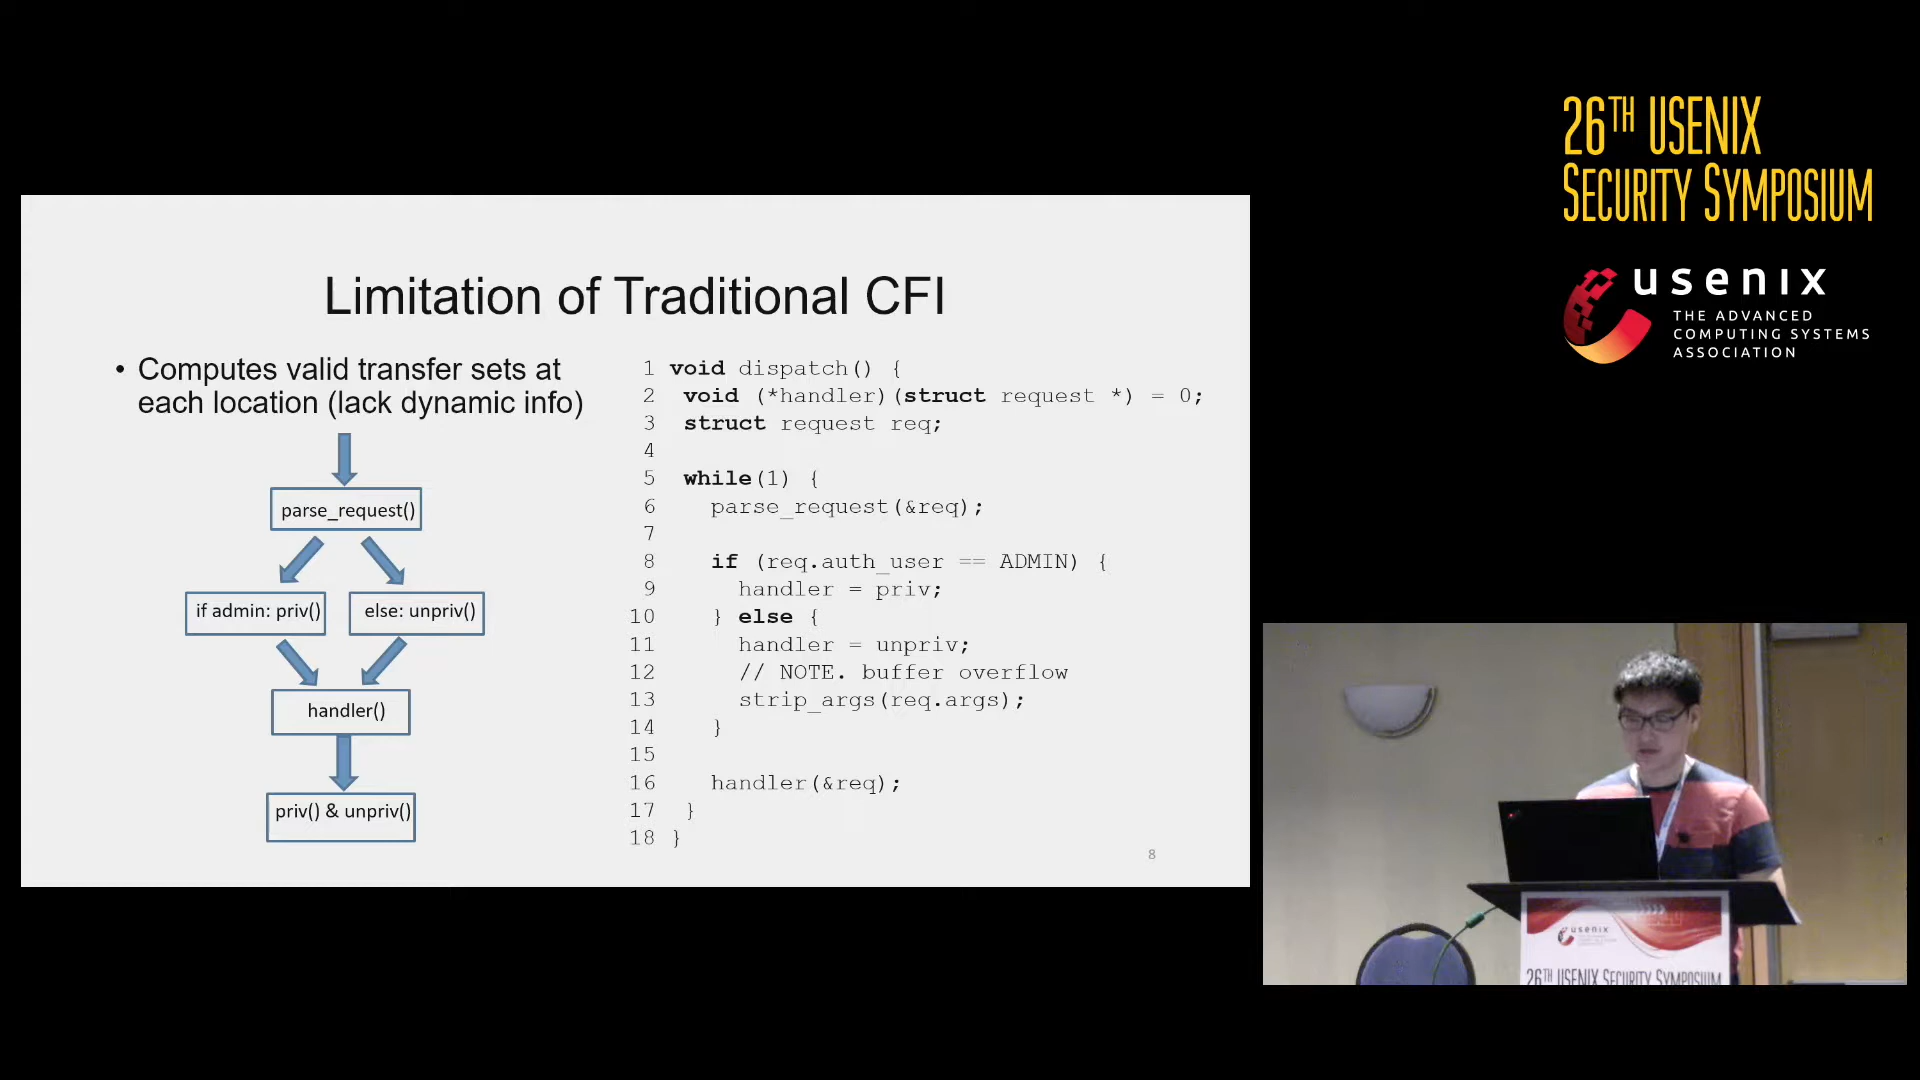 26TH USENIX
SECURITY SYMPOSIUM
usenix
THE ADVANCED
COMPUTING SYSTEMS
ASSOCIATION
Limitation of Traditional CFI
• Computes valid transfer sets at
each location (lack dynamic info)
parse_request()
if admin: priv()
else: unpriv()
handler()
priv() & unpriv()
1 void dispatch() {
2 void (*handler)(struct request *) = 0;
3 struct request req;
4
5 while(1) {
6 parse_request(&req);
7
8 if (req.auth_user == ADMIN) {
9 handler = priv;
10 } else {
11 handler = unpriv;
12 // NOTE. buffer overflow
13 strip_args(req.args);
14 }
15
16 handler(&req);
17 }
18 }
8
usenix
26TH USENIX SECURITY SYMPOSIUM